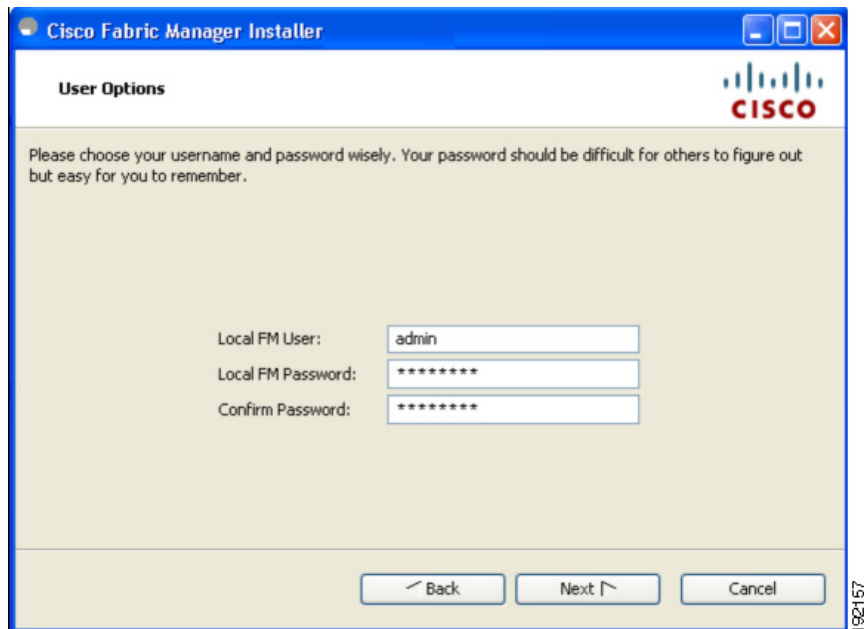 Cisco Fabric Manager Installer
User Options
CISCO
Please choose your username and password wisely. Your password should be difficult for others to figure out
but easy for you to remember.
Local FM User: admin
Local FM Password: ********
Confirm Password: ********
Back Next Cancel
92157